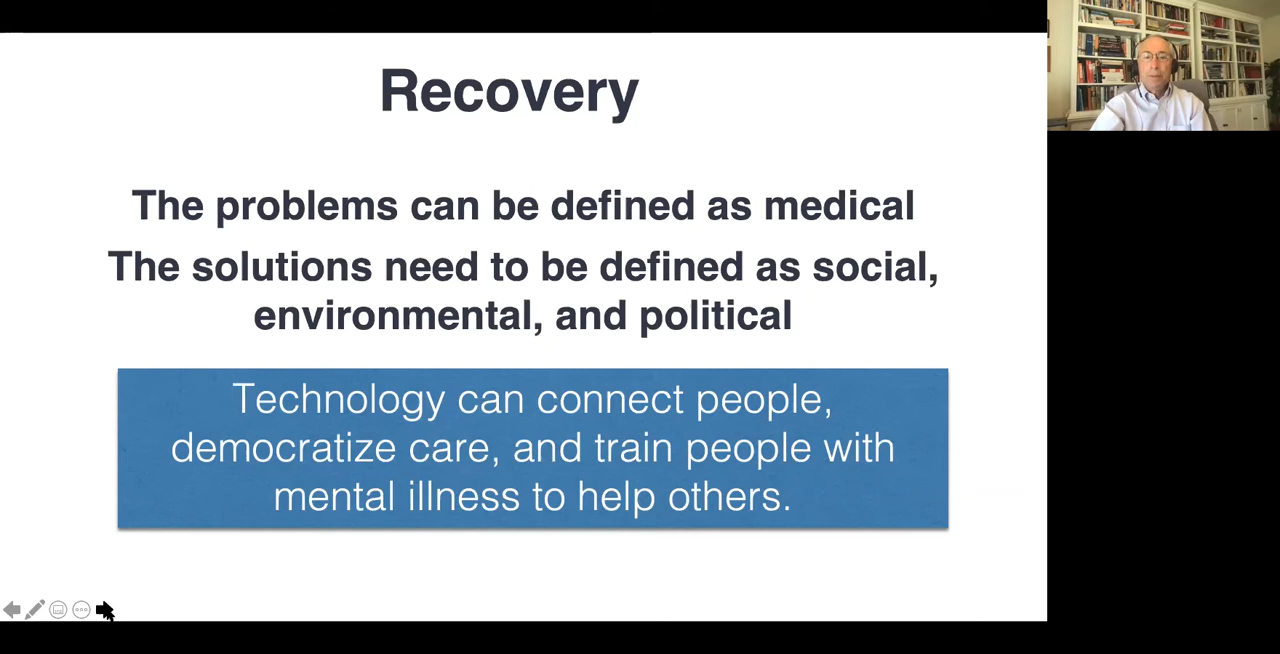 Recovery
The problems can be defined as medical
The solutions need to be defined as social,
environmental, and political
Technology can connect people,
democratize care, and train people with
mental illness to help others.